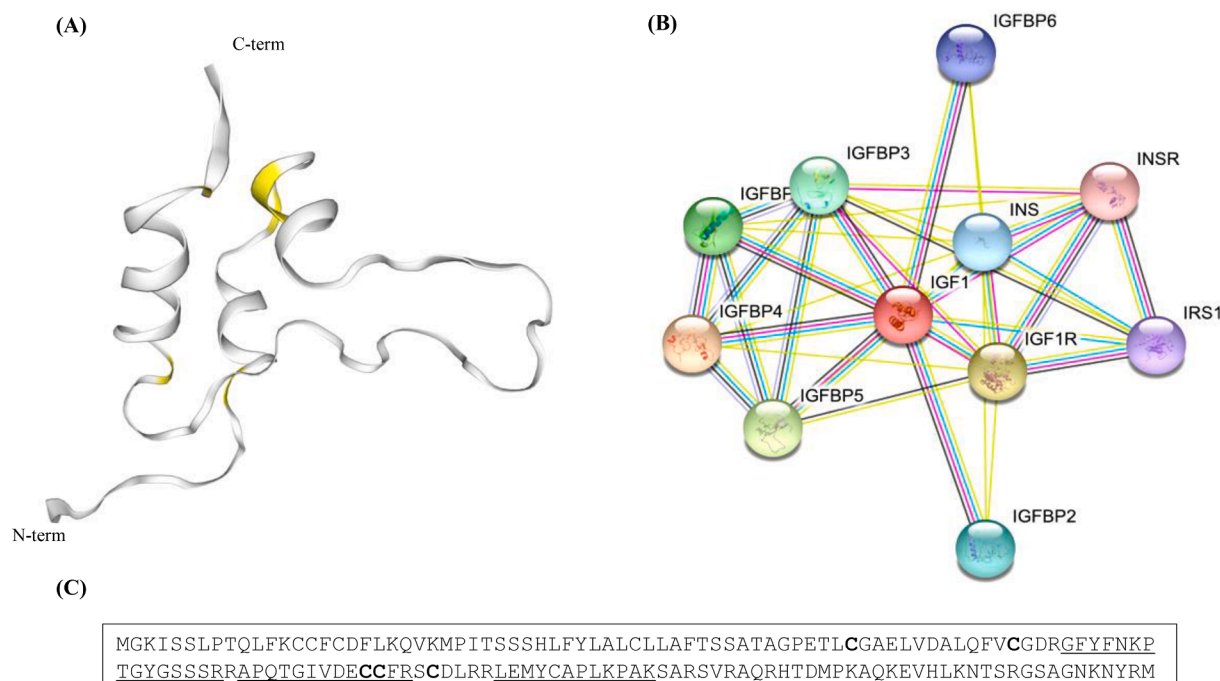 (A)
C-term
N-term
(B)
IGFBP6
IGFBP3
INSR
IGFBP
INS
IGF1
IGFBP4
IRS1
IGF1R
IGFBP5
IGFBP2
(C)
MGKISSLPTQLFKCCFCDFLKQVKMPITSSSHLFYLALCLLAFTSSATAGPETLCGAELVDALQFVCGDRGFYFNKP
TGYGSSSRRAPQTGIVDECCFRSCDLRRLEMYCAPLKPAKSARSVRAQRHTDMPKAQKEVHLKNTSRGSAGNKNYRM